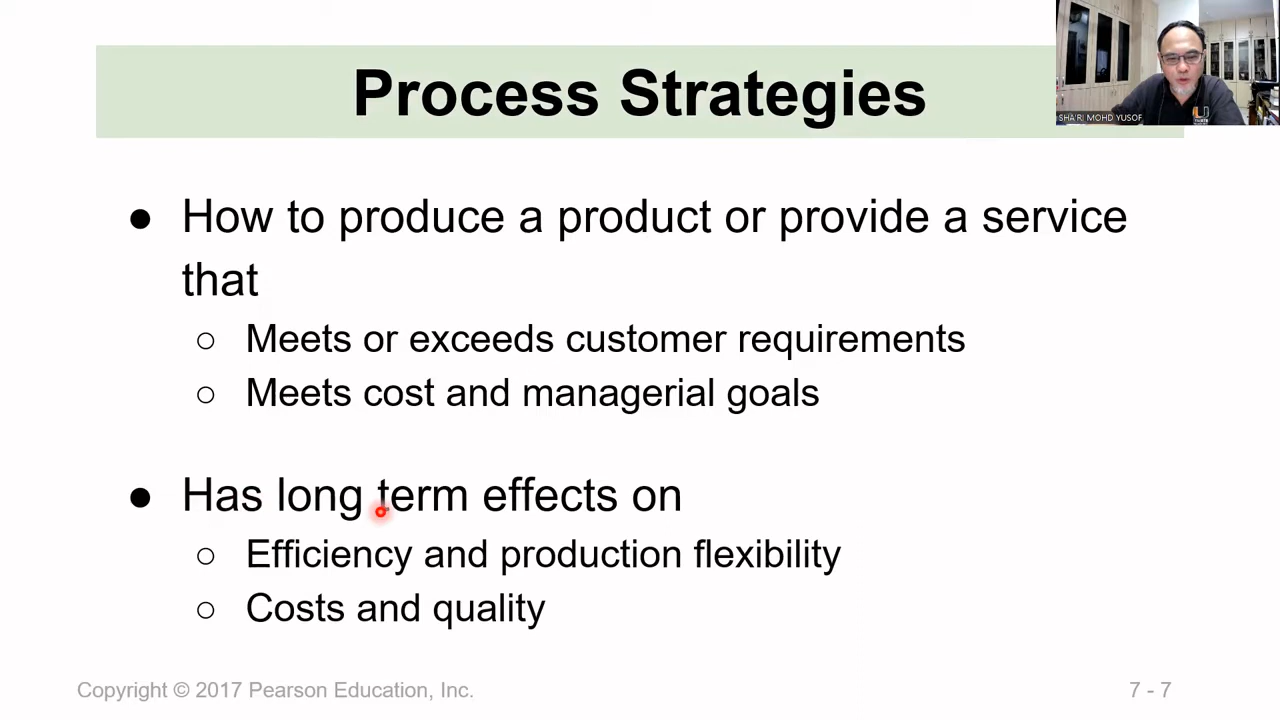 Process Strategies
SHA'RI MOHD YUSOF
● How to produce a product or provide a service
that
○ Meets or exceeds customer requirements
○ Meets cost and managerial goals
● Has long term effects on
○ Efficiency and production flexibility
○ Costs and quality
Copyright © 2017 Pearson Education, Inc.
7 - 7